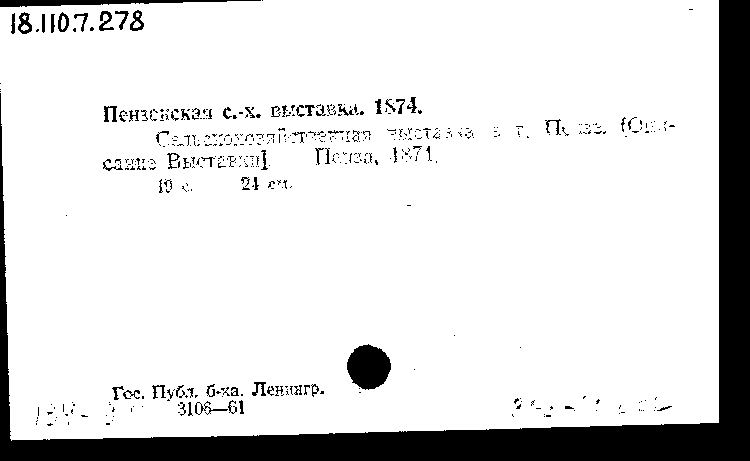 18.110.7.278
Пензенская с.-х. выставка. 1874.
Сельскохозяйственная выставка в г. Пензе. [Опи-
сание Выставки]. Пенза, 1874.
19 с. 24 см.
Гос. Публ. б-ка. Ленингр.
3106—61